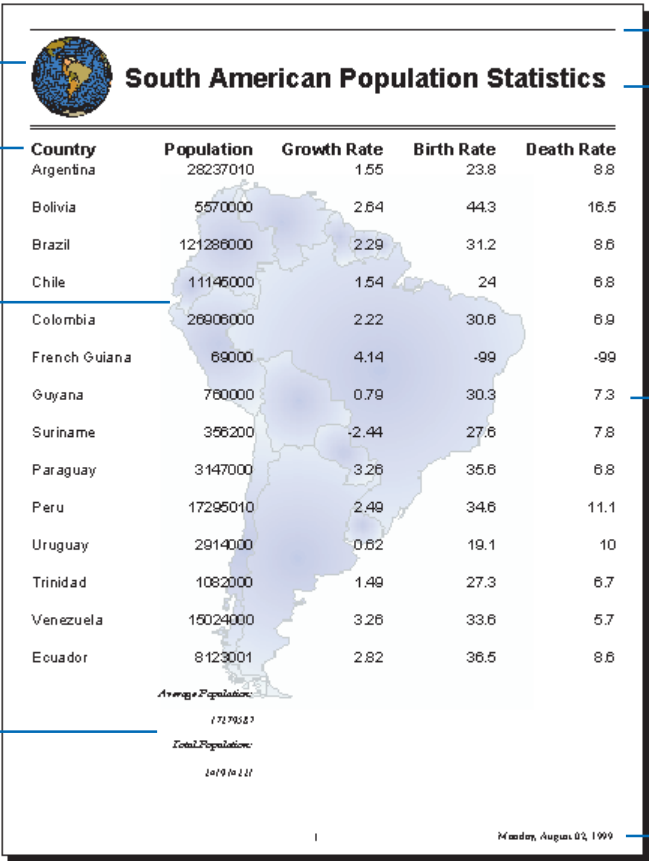 South American Population Statistics
Country Population Growth Rate Birth Rate Death Rate
Argentina 28237010 1.55 23.8 8.8
Bolivia 5570000 2.64 44.3 16.5
Brazil 121286000 2.29 31.2 8.6
Chile 11145000 1.54 24 6.8
Colombia 26906000 2.22 30.6 6.9
French Guiana 69000 4.14 -99 -99
Guyana 760000 0.79 30.3 7.3
Suriname 356200 -2.44 27.6 7.8
Paraguay 3147000 3.26 35.6 6.8
Peru 17295010 2.49 34.6 11.1
Uruguay 2914000 0.62 19.1 10
Trinidad 1082000 1.49 27.3 6.7
Venezuela 15024000 3.26 33.6 5.7
Ecuador 8123001 2.82 36.5 8.6
Average Population:
17279587
Total Population:
241914221
1 Monday, August 02, 1999